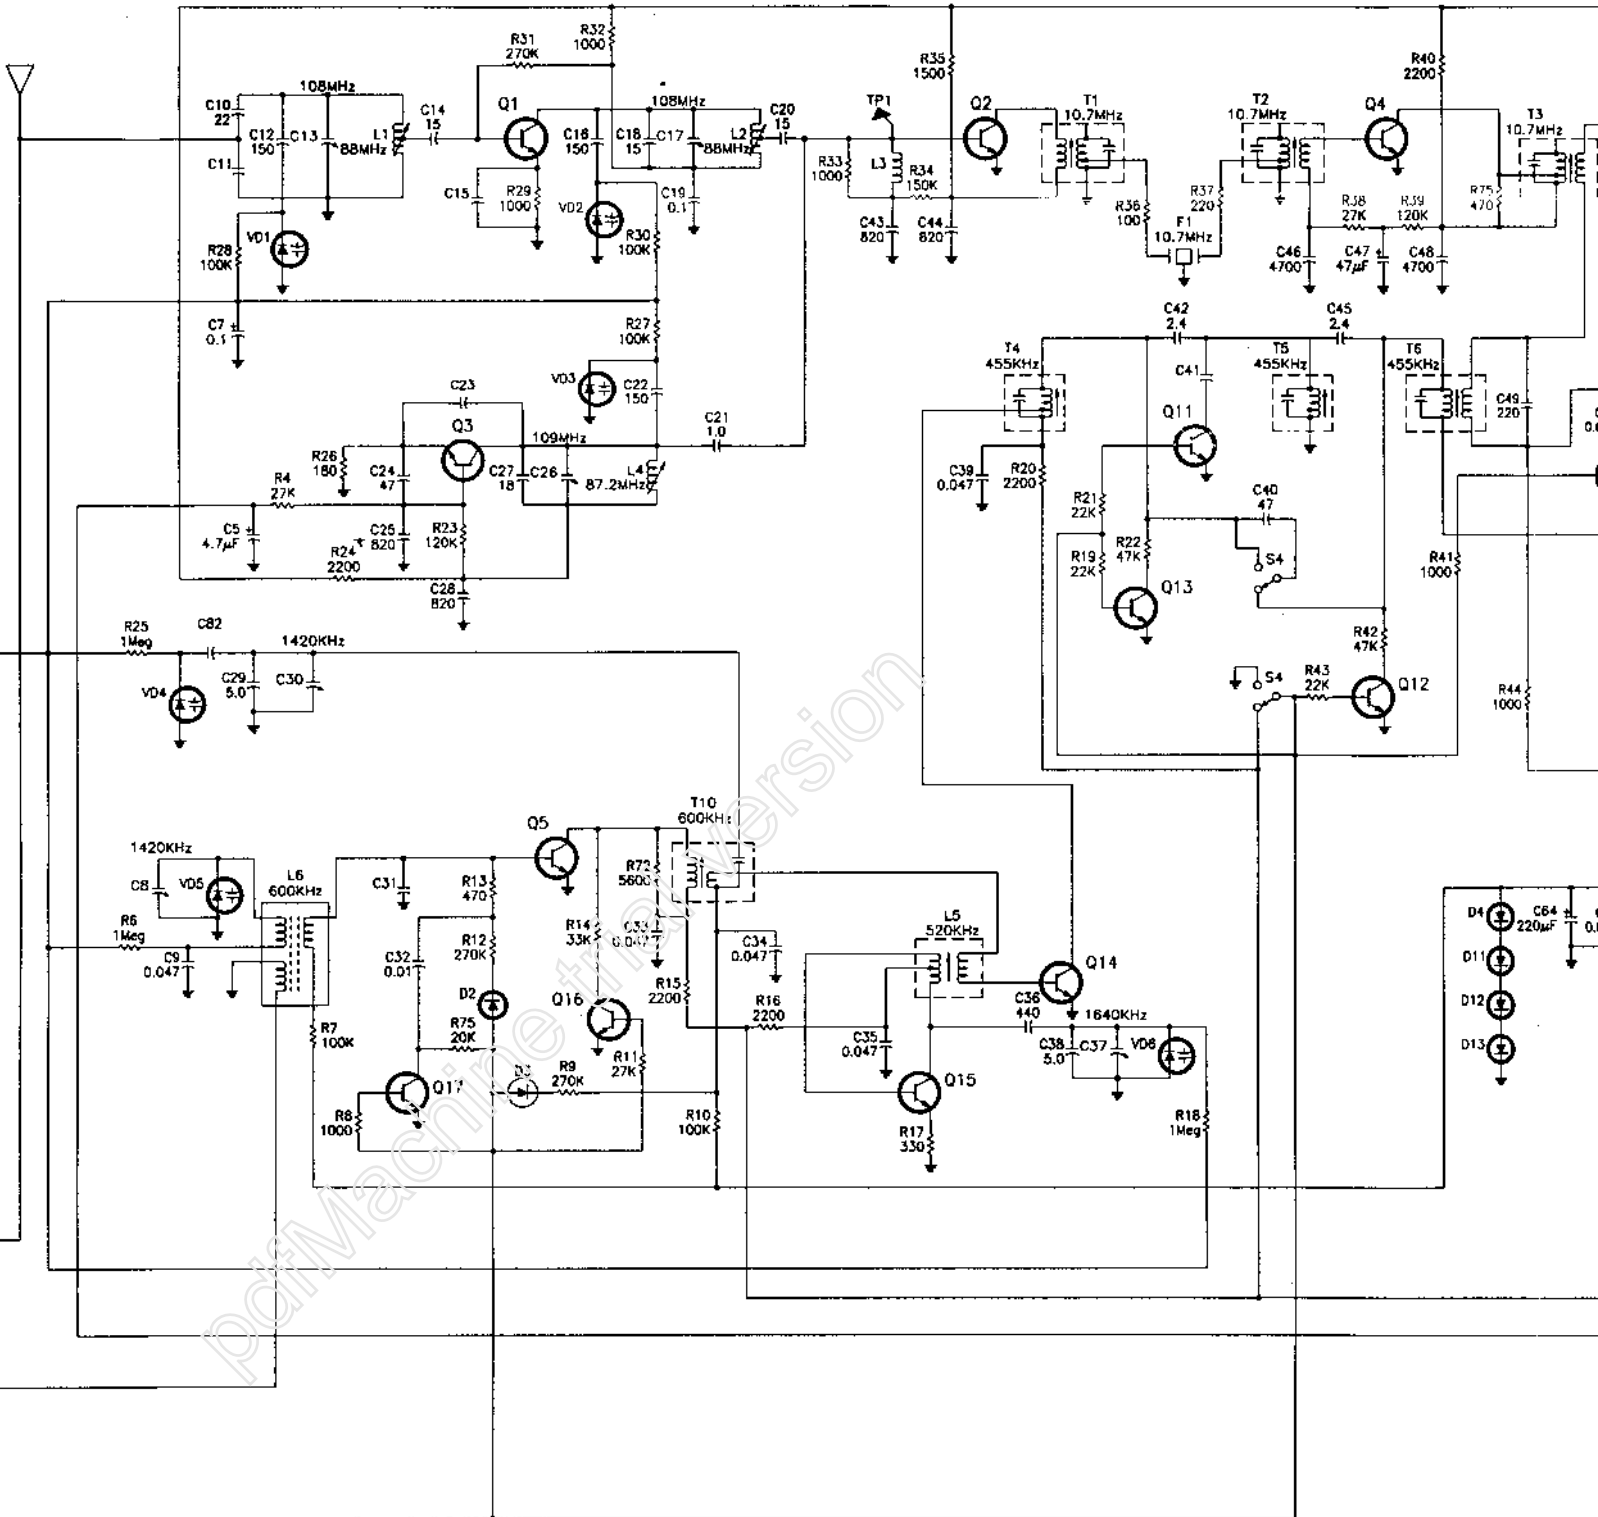 R31
270K
R32
1000
108MHz
C10
22
C12
150
C13
L1
88MHz
C14
15
C11
Q1
C15
R29
1000
C16
150
108MHz
C18
15
C17
L2
88MHz
C20
15
VD2
C19
0.1
R30
100K
VD1
R28
100K
C7
0.1
R27
100K
TP1
R33
1000
L3
R34
150K
C43
820
C44
820
R35
1500
Q2
T1
10.7MHz
R36
100
F1
10.7MHz
R37
220
T2
10.7MHz
R40
2200
Q4
T3
10.7MHz
R38
27K
R39
120K
R75
470
C46
4700
C47
47µF
C48
4700
C23
Q3
R26
180
C24
47
R4
27K
C5
4.7µF
C25
820
R23
120K
R24
2200
C28
820
109MHz
C27
18
C26
L4
87.2MHz
VD3
C22
150
C21
1.0
T4
455KHz
C42
2.4
C45
2.4
C41
T5
455KHz
T6
455KHz
C49
220
Q11
C39
0.047
R20
2200
R21
22K
R19
22K
R22
47K
Q13
C40
47
S4
R41
1000
R42
47K
S4
R43
22K
Q12
R44
1000
R25
1Meg
C82
1420KHz
VD4
C29
5.0
C30
1420KHz
C8
VD5
L6
600KHz
R6
1Meg
C9
0.047
R7
100K
C31
R13
470
Q5
R12
270K
C32
0.01
D2
R75
20K
Q17
R8
1000
R9
270K
R14
33K
Q16
R11
27K
R72
5600
C33
0.047
R15
2200
T10
600KHz
C34
0.047
R10
100K
R16
2200
C35
0.047
L5
520KHz
Q14
C36
440
1640KHz
C38
5.0
C37
VD6
Q15
R17
330
R18
1Meg
D4
C64
220µF
D11
D12
D13
pdfMachine trial version